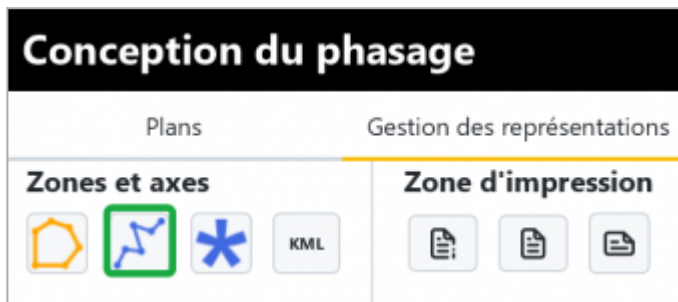 Conception du phasage
Plans
Gestion des représentations
Zones et axes
Zone d'impression
KML